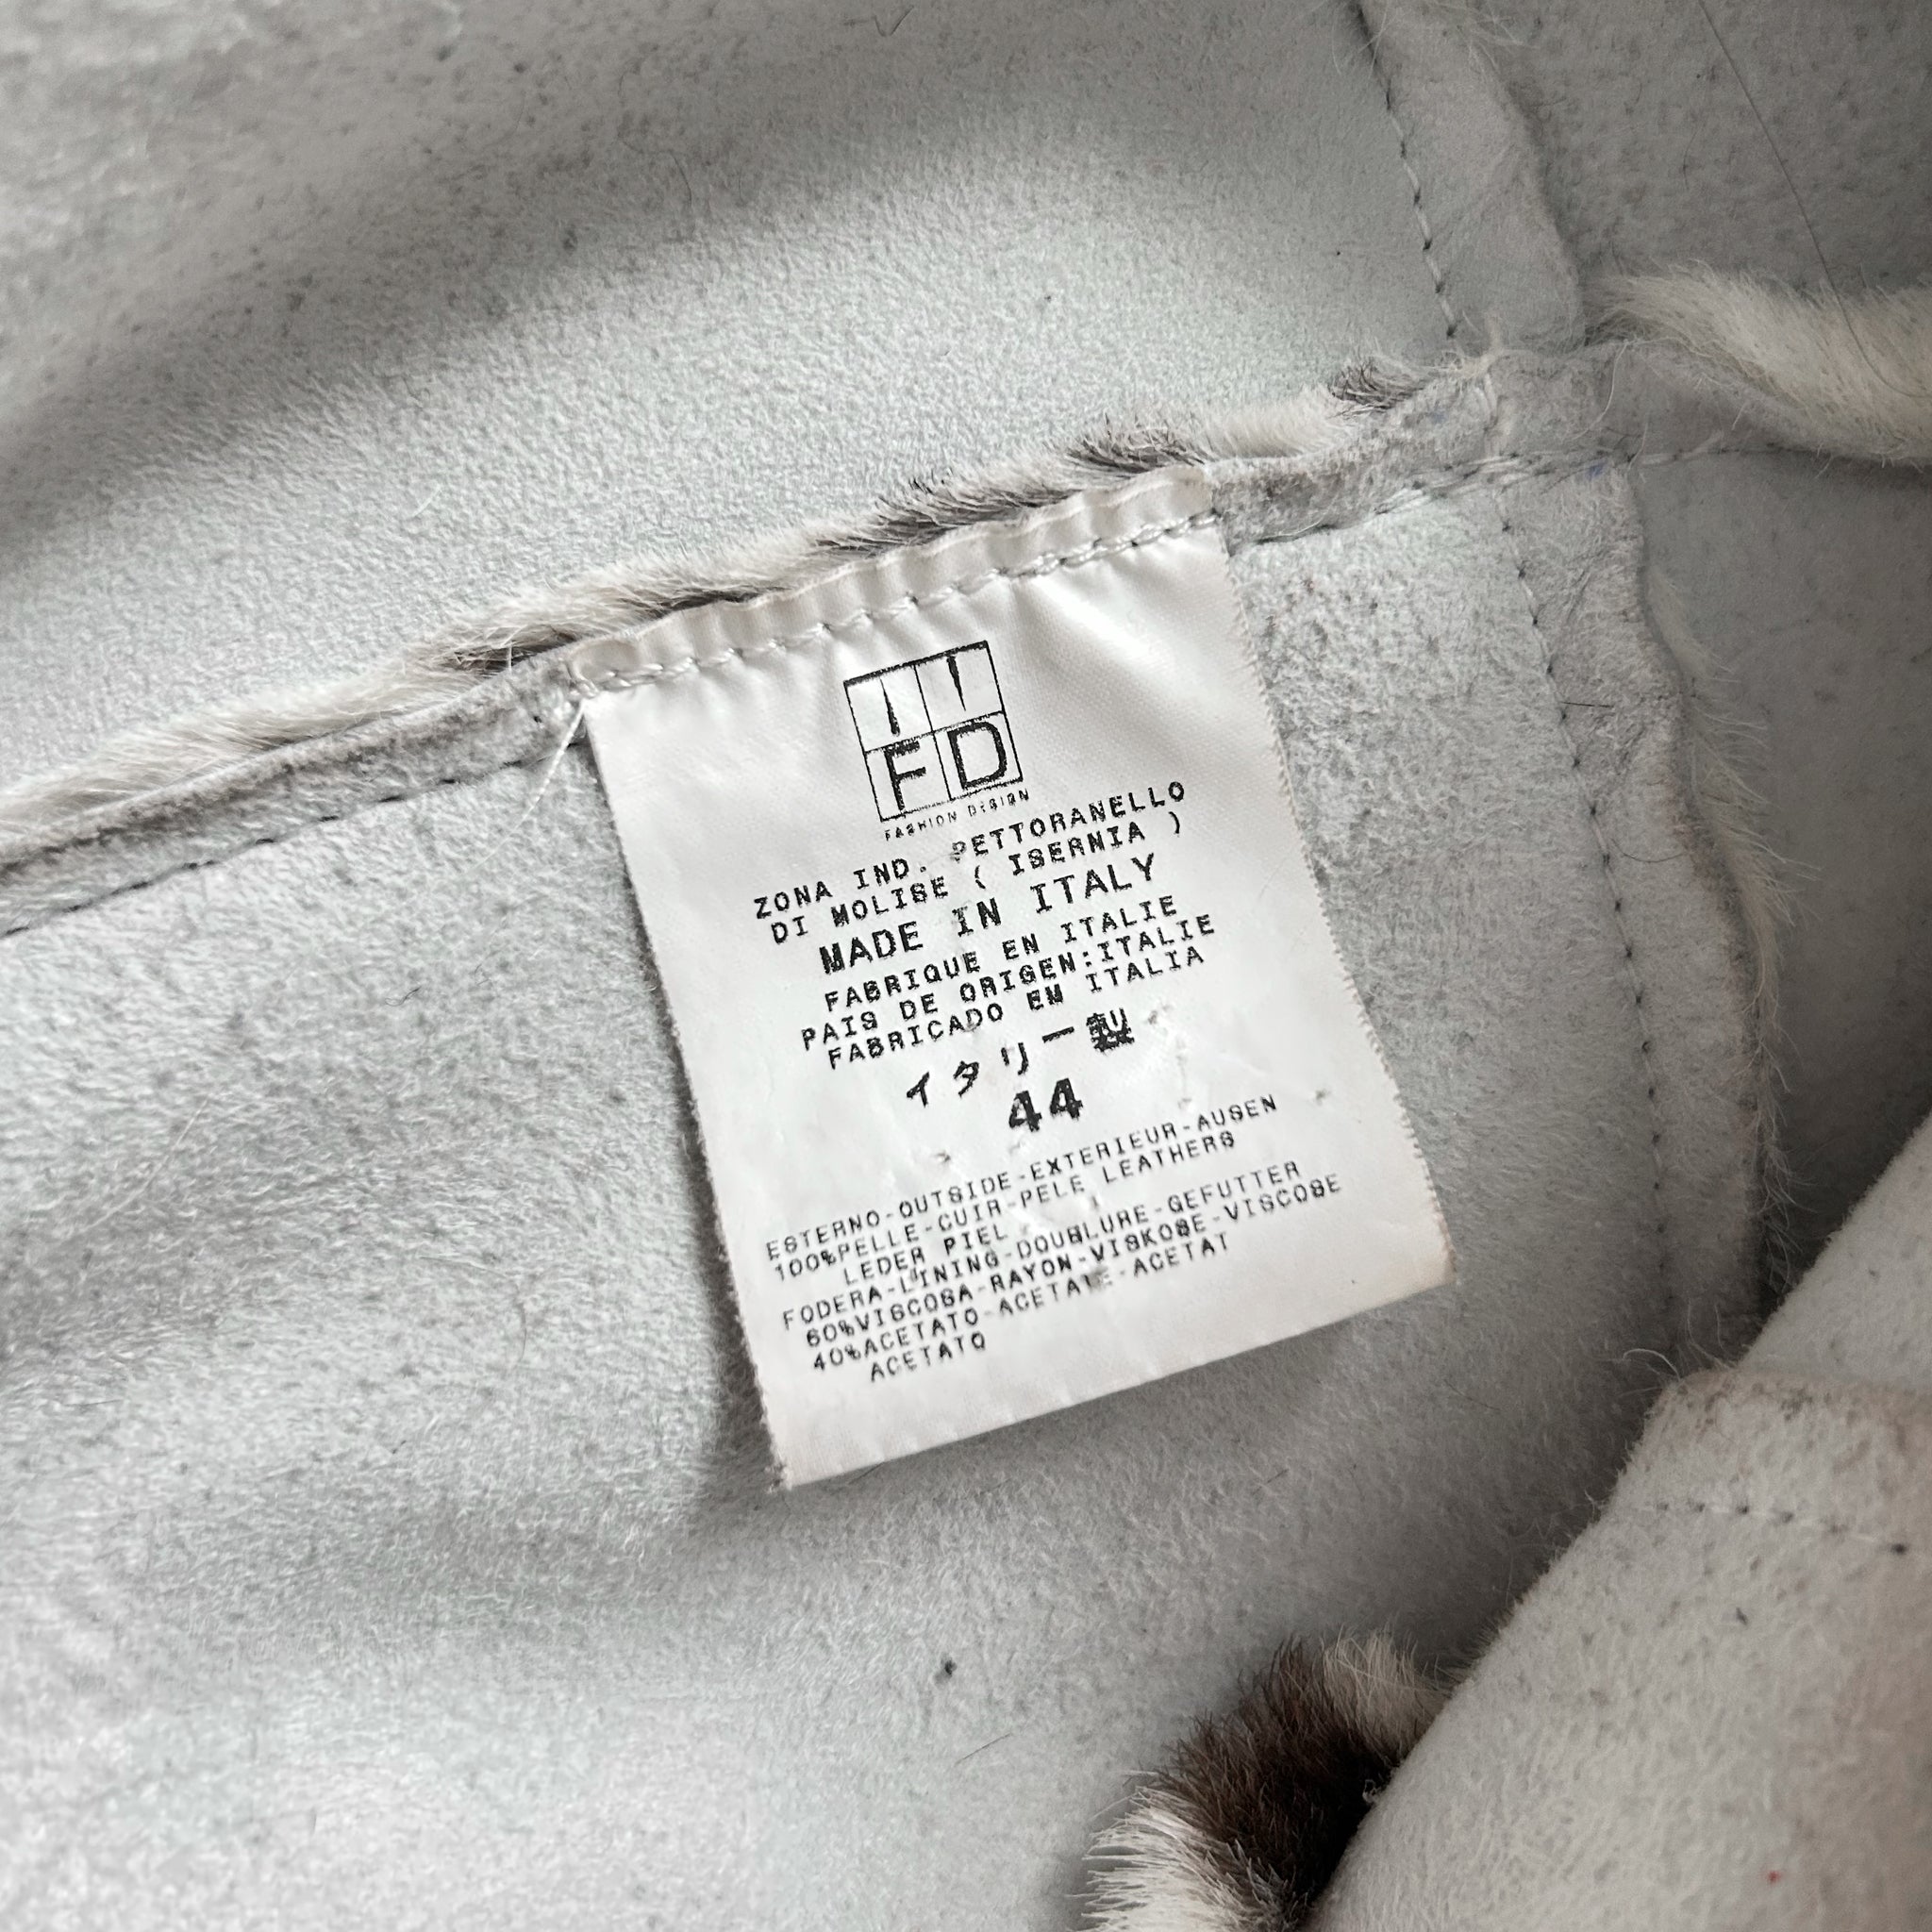 IT
FD
FASHION DESIGN
ZONA IND. PETTORANELLO
DI MOLISE ( ISERNIA )
MADE IN ITALY
FABRIQUE EN ITALIE
PAIS DE ORIGEN:ITALIE
FABRICADO EN ITALIA
イタリー製
44
ESTERNO-OUTSIDE-EXTERIEUR-AUSEN
100%PELLE-CUIR-PELE LEATHERS
LEDER PIEL
FODERA-LINING-DOUBLURE-GEFUTTER
60%VISCOSA-RAYON-VISKOSE-VISCOSE
40%ACETATO-ACETATE-ACETAT
ACETATO